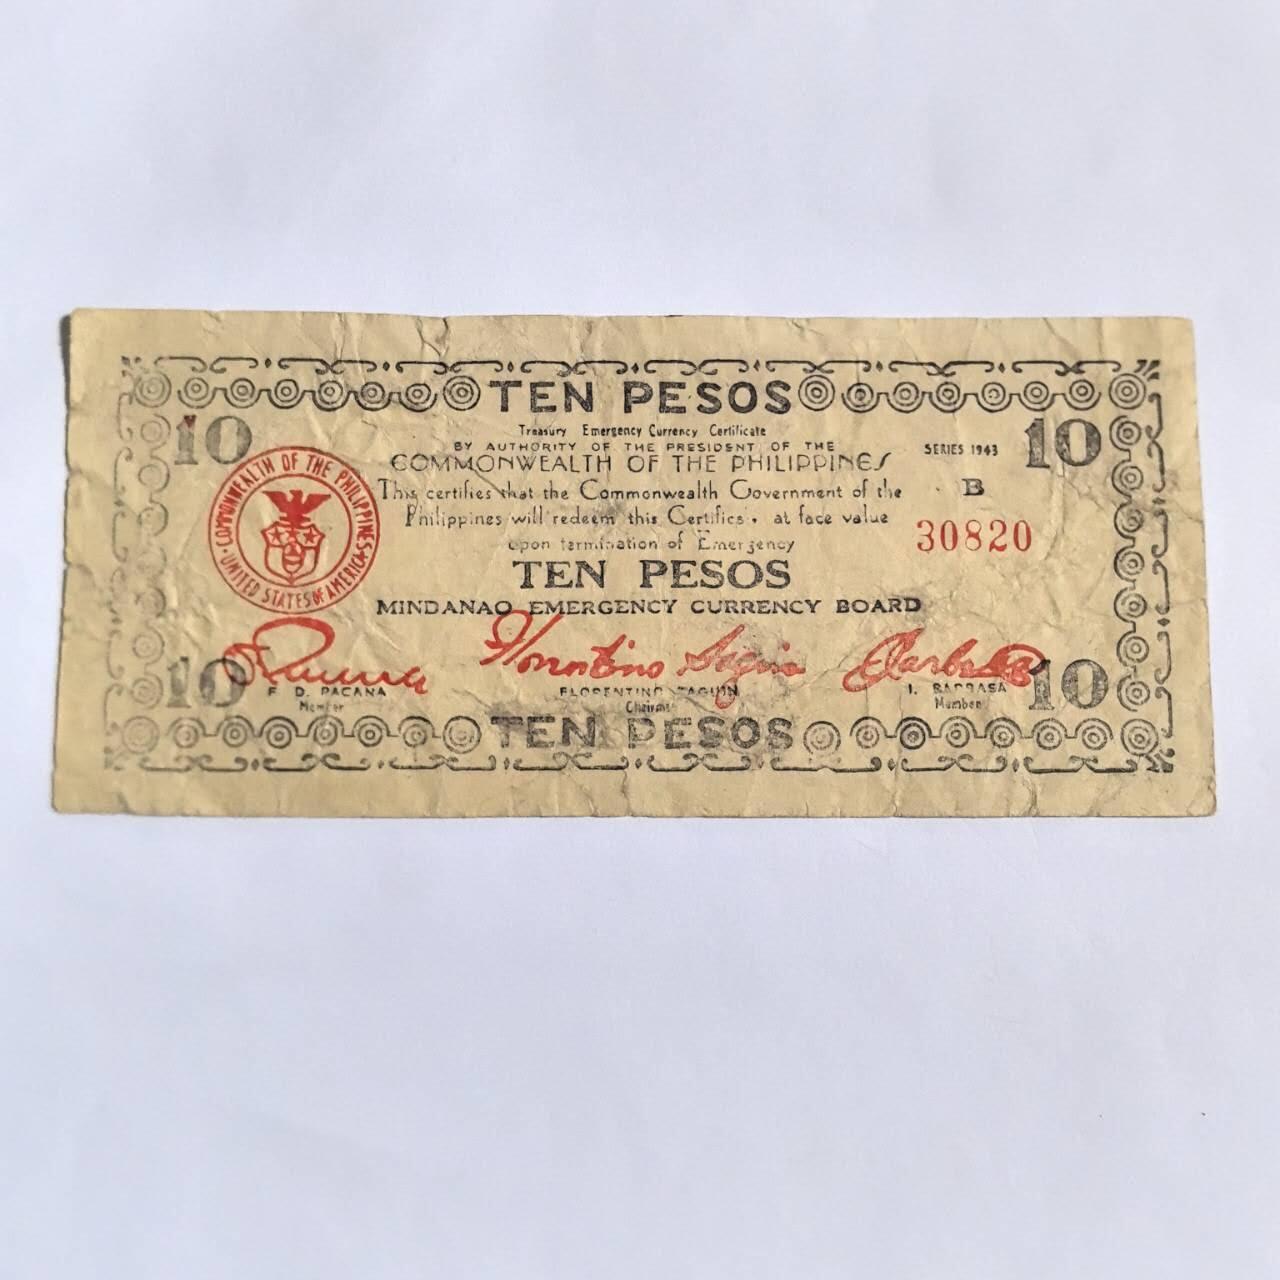 TEN PESOS
10 10
Treasury Emergency Currency Certificate
BY AUTHORITY OF THE PRESIDENT OF THE
SERIES 1943
COMMONWEALTH OF THE PHILIPPINES
COMMONWEALTH OF THE PHILIPPINES
UNITED STATES OF AMERICA
This certifies that the Commonwealth Government of the
B
Philippines will redeem this at face value
30820
upon termination of Emergency
TEN PESOS
MINDANAO EMERGENCY CURRENCY BOARD
Florentino Saguin
10 10
F. D. PACANA FLORENTINO SAGUIN I. BARBASA
Member Member
TEN PESOS